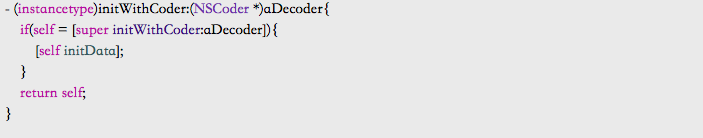 - (instancetype)initWithCoder:(NSCoder *)aDecoder{
if(self = [super initWithCoder:aDecoder]){
[self initData];
}
return self;
}